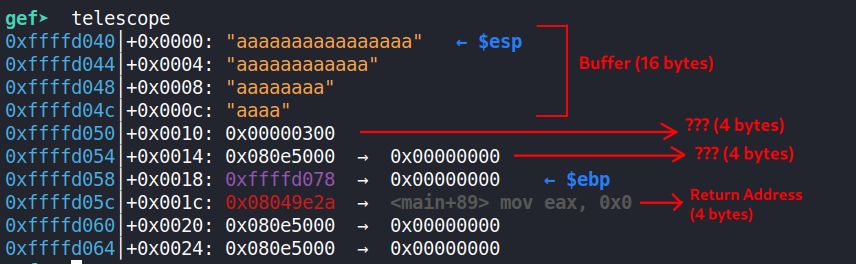 gef➤  telescope
0xffffd040│+0x0000: "aaaaaaaaaaaaaaaa"   ← $esp
0xffffd044│+0x0004: "aaaaaaaaaaaa"
Buffer (16 bytes)
0xffffd048│+0x0008: "aaaaaaaa"
0xffffd04c│+0x000c: "aaaa"
0xffffd050│+0x0010: 0x00000300
??? (4 bytes)
0xffffd054│+0x0014: 0x080e5000  →  0x00000000
??? (4 bytes)
0xffffd058│+0x0018: 0xffffd078  →  0x00000000    ← $ebp
0xffffd05c│+0x001c: 0x08049e2a  →  <main+89> mov eax, 0x0
Return Address
(4 bytes)
0xffffd060│+0x0020: 0x080e5000  →  0x00000000
0xffffd064│+0x0024: 0x080e5000  →  0x00000000